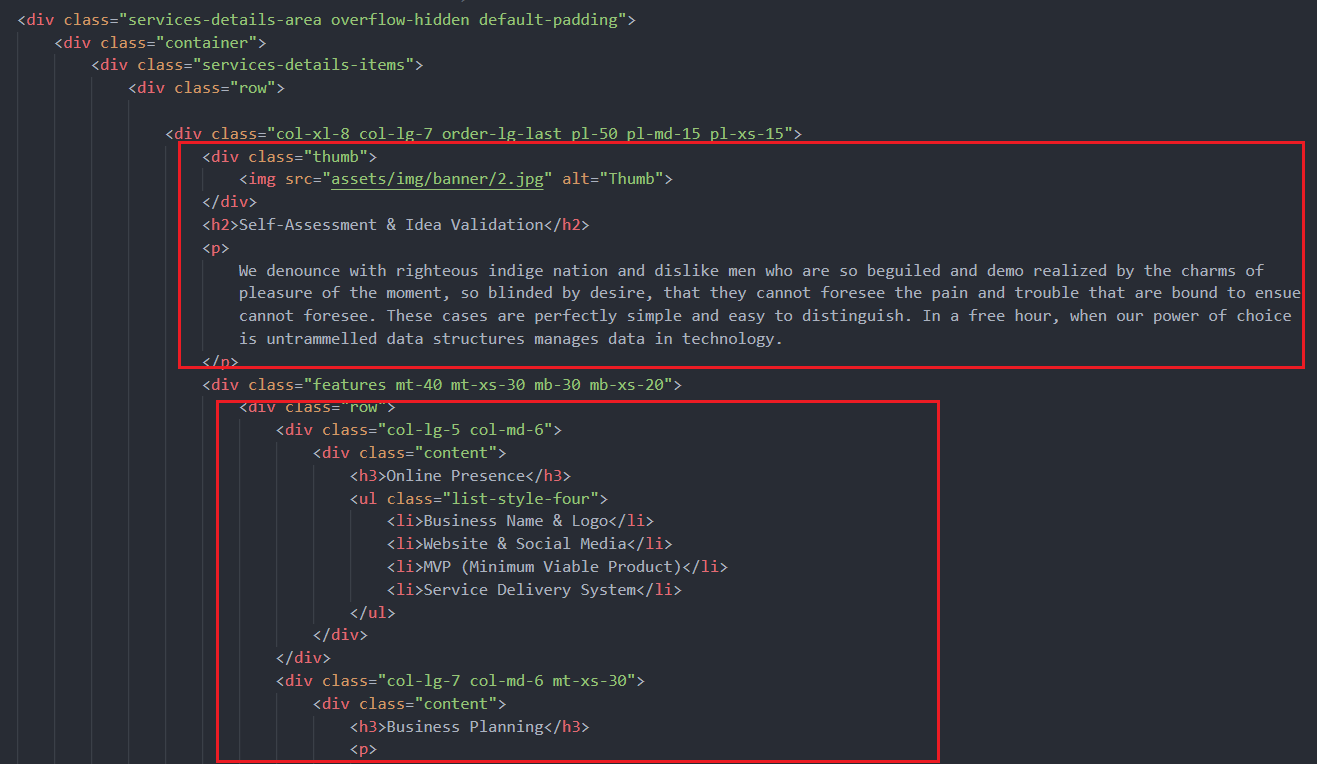 <div class="services-details-area overflow-hidden default-padding">
<div class="container">
<div class="services-details-items">
<div class="row">
<div class="col-xl-8 col-lg-7 order-lg-last pl-50 pl-md-15 pl-xs-15">
<div class="thumb">
<img src="assets/img/banner/2.jpg" alt="Thumb">
</div>
<h2>Self-Assessment & Idea Validation</h2>
<p>
We denounce with righteous indige nation and dislike men who are so beguiled and demo realized by the charms of
pleasure of the moment, so blinded by desire, that they cannot foresee the pain and trouble that are bound to ensue
cannot foresee. These cases are perfectly simple and easy to distinguish. In a free hour, when our power of choice
is untrammelled data structures manages data in technology.
</p>
<div class="features mt-40 mt-xs-30 mb-30 mb-xs-20">
<div class="row">
<div class="col-lg-5 col-md-6">
<div class="content">
<h3>Online Presence</h3>
<ul class="list-style-four">
<li>Business Name & Logo</li>
<li>Website & Social Media</li>
<li>MVP (Minimum Viable Product)</li>
<li>Service Delivery System</li>
</ul>
</div>
</div>
<div class="col-lg-7 col-md-6 mt-xs-30">
<div class="content">
<h3>Business Planning</h3>
<p>